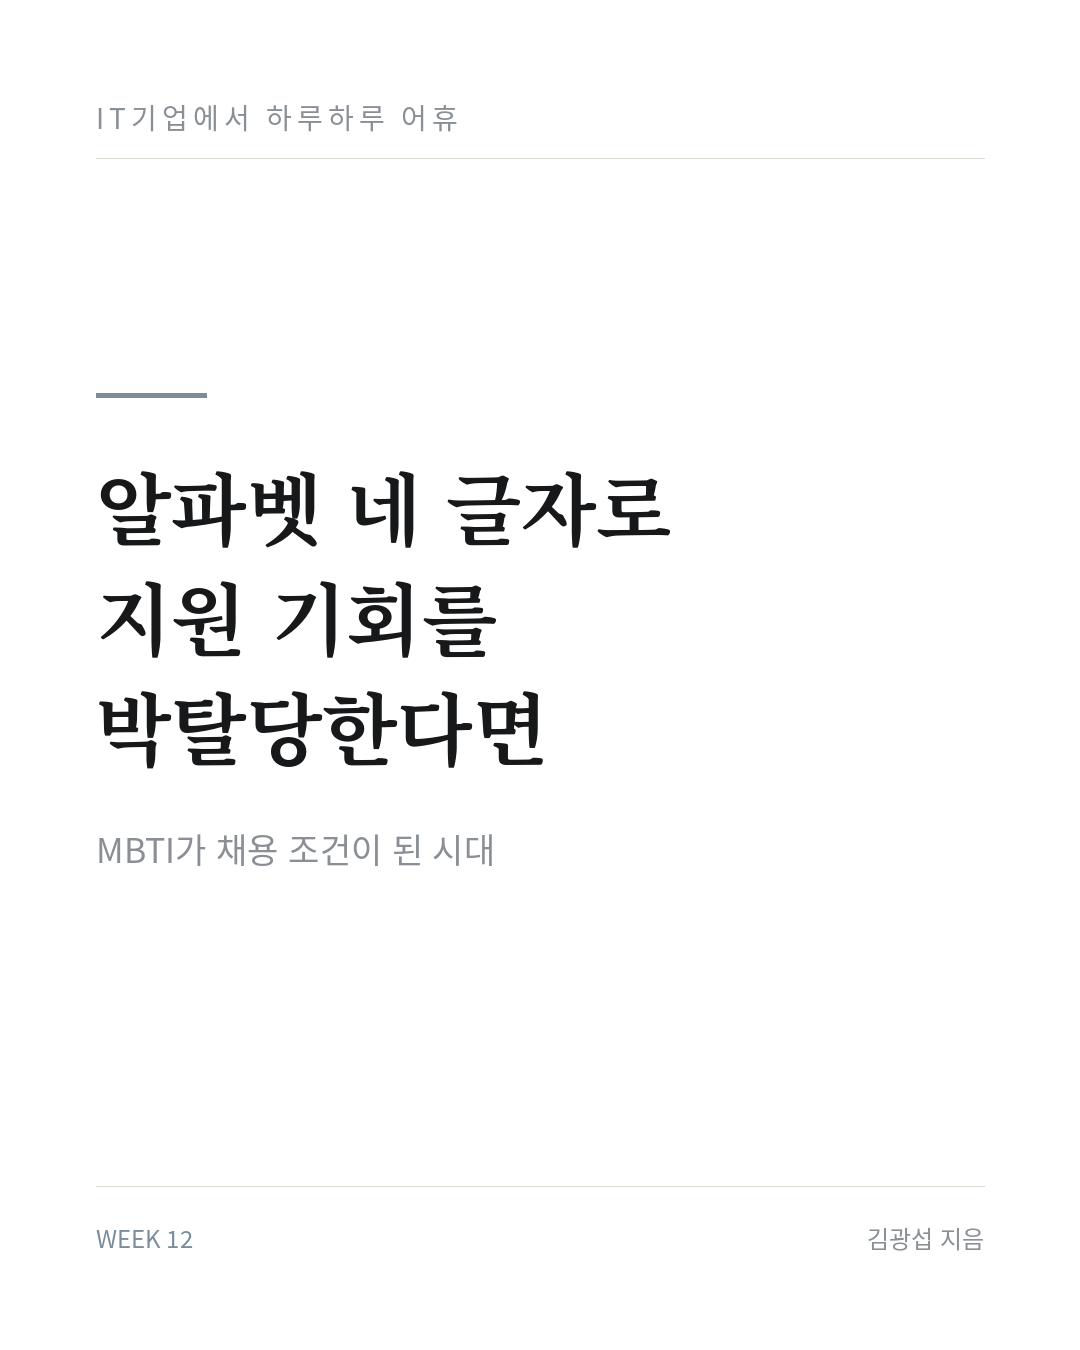 IT기업에서 하루하루 어휴
알파벳 네 글자로
지원 기회를
박탈당한다면
MBTI가 채용 조건이 된 시대
WEEK 12
김광섭 지음